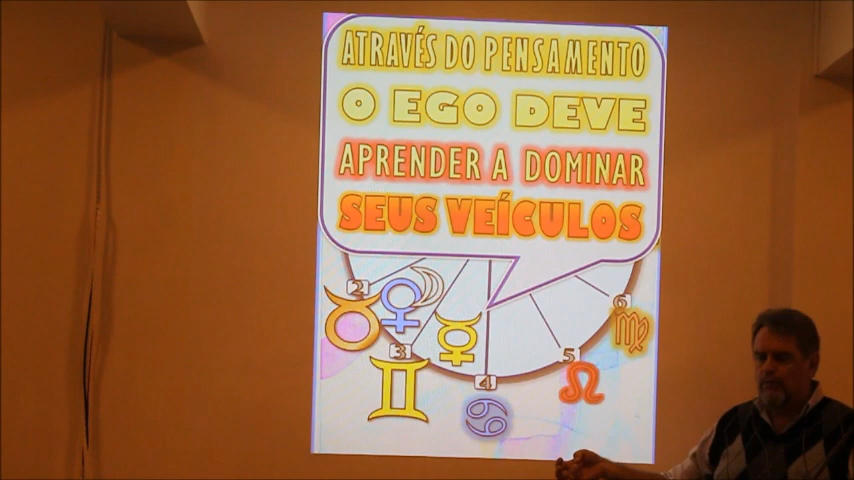 ATRAVÉS DO PENSAMENTO
O EGO DEVE
APRENDER A DOMINAR
SEUS VEÍCULOS
2
3
4
5
6